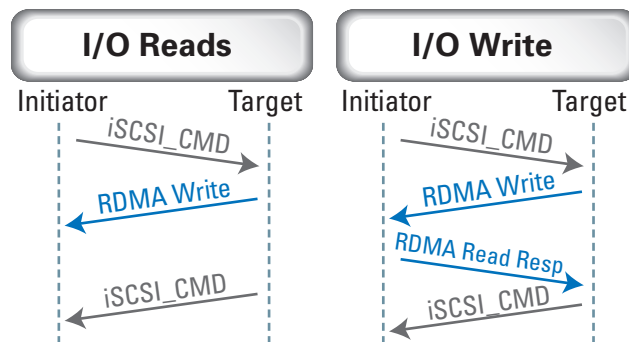 I/O Reads
Initiator Target
iSCSI_CMD
RDMA Write
iSCSI_CMD
I/O Write
Initiator Target
iSCSI_CMD
RDMA Write
RDMA Read Resp
iSCSI_CMD